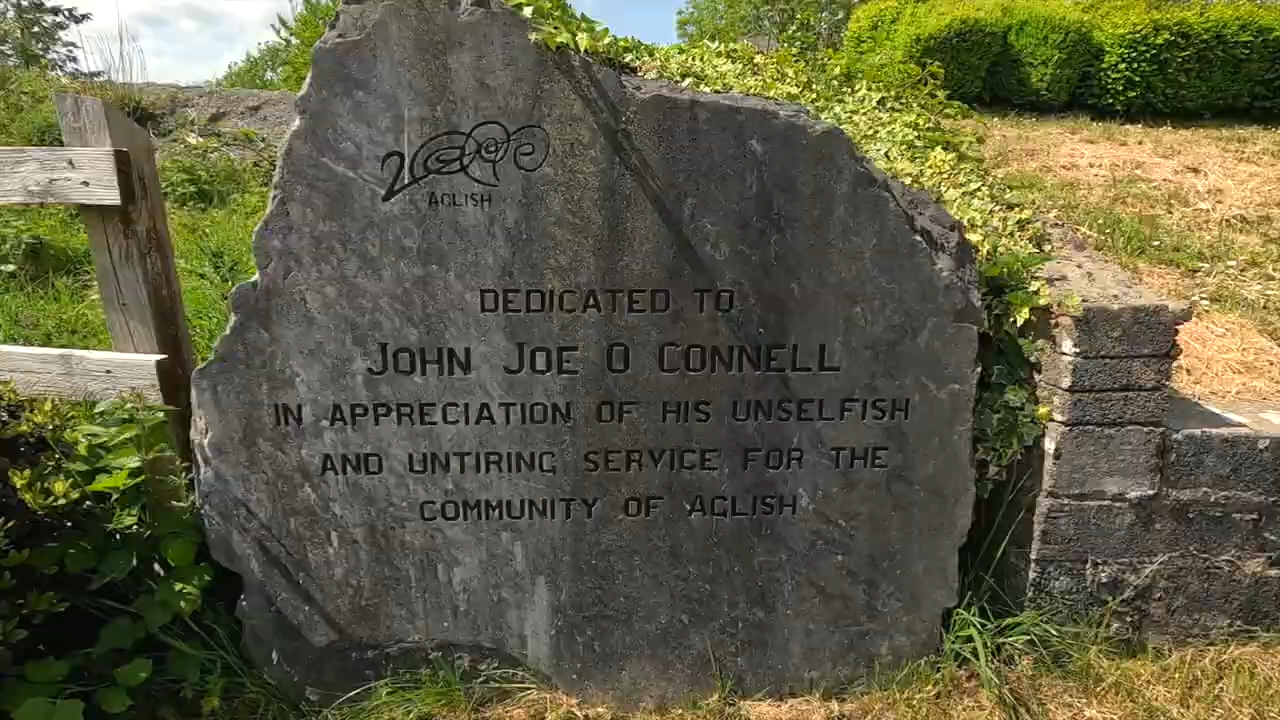 2000
AGLISH
DEDICATED TO
JOHN JOE O CONNELL
IN APPRECIATION OF HIS UNSELFISH
AND UNTIRING SERVICE FOR THE
COMMUNITY OF AGLISH